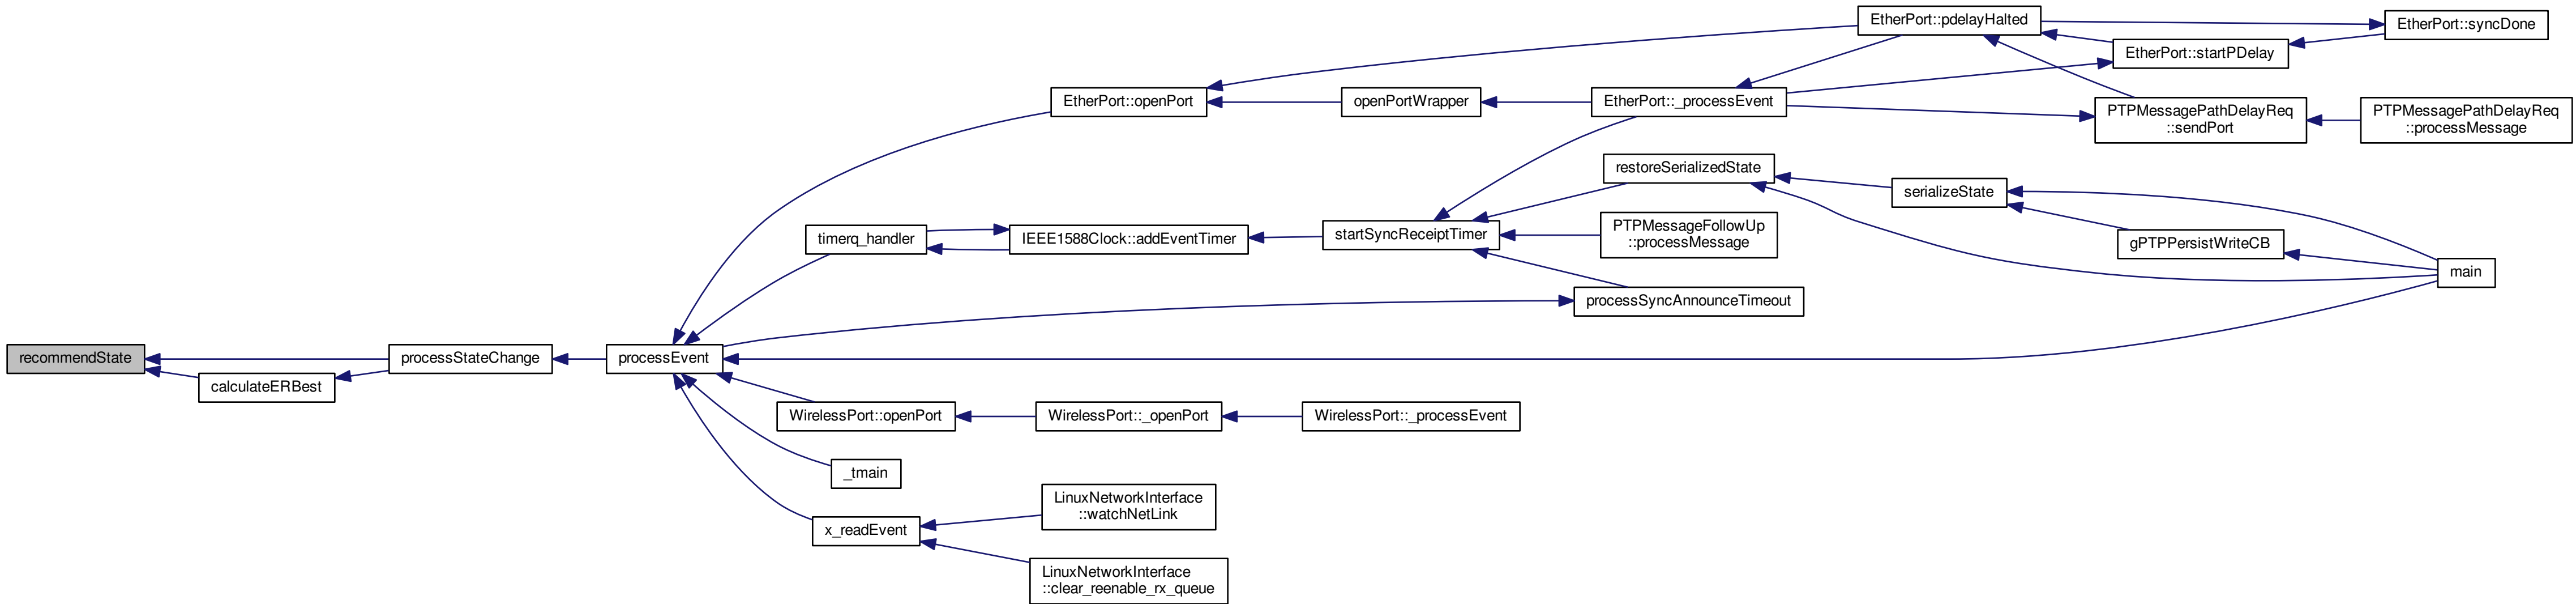 EtherPort::pdelayHalted
EtherPort::syncDone
EtherPort::startPDelay
EtherPort::openPort
openPortWrapper
EtherPort::_processEvent
PTPMessagePathDelayReq
::sendPort
PTPMessagePathDelayReq
::processMessage
restoreSerializedState
serializeState
timerq_handler
IEEE1588Clock::addEventTimer
startSyncReceiptTimer
PTPMessageFollowUp
::processMessage
gPTPPersistWriteCB
main
processSyncAnnounceTimeout
recommendState
processStateChange
processEvent
calculateERBest
WirelessPort::openPort
WirelessPort::_openPort
WirelessPort::_processEvent
_tmain
LinuxNetworkInterface
::watchNetLink
x_readEvent
LinuxNetworkInterface
::clear_reenable_rx_queue